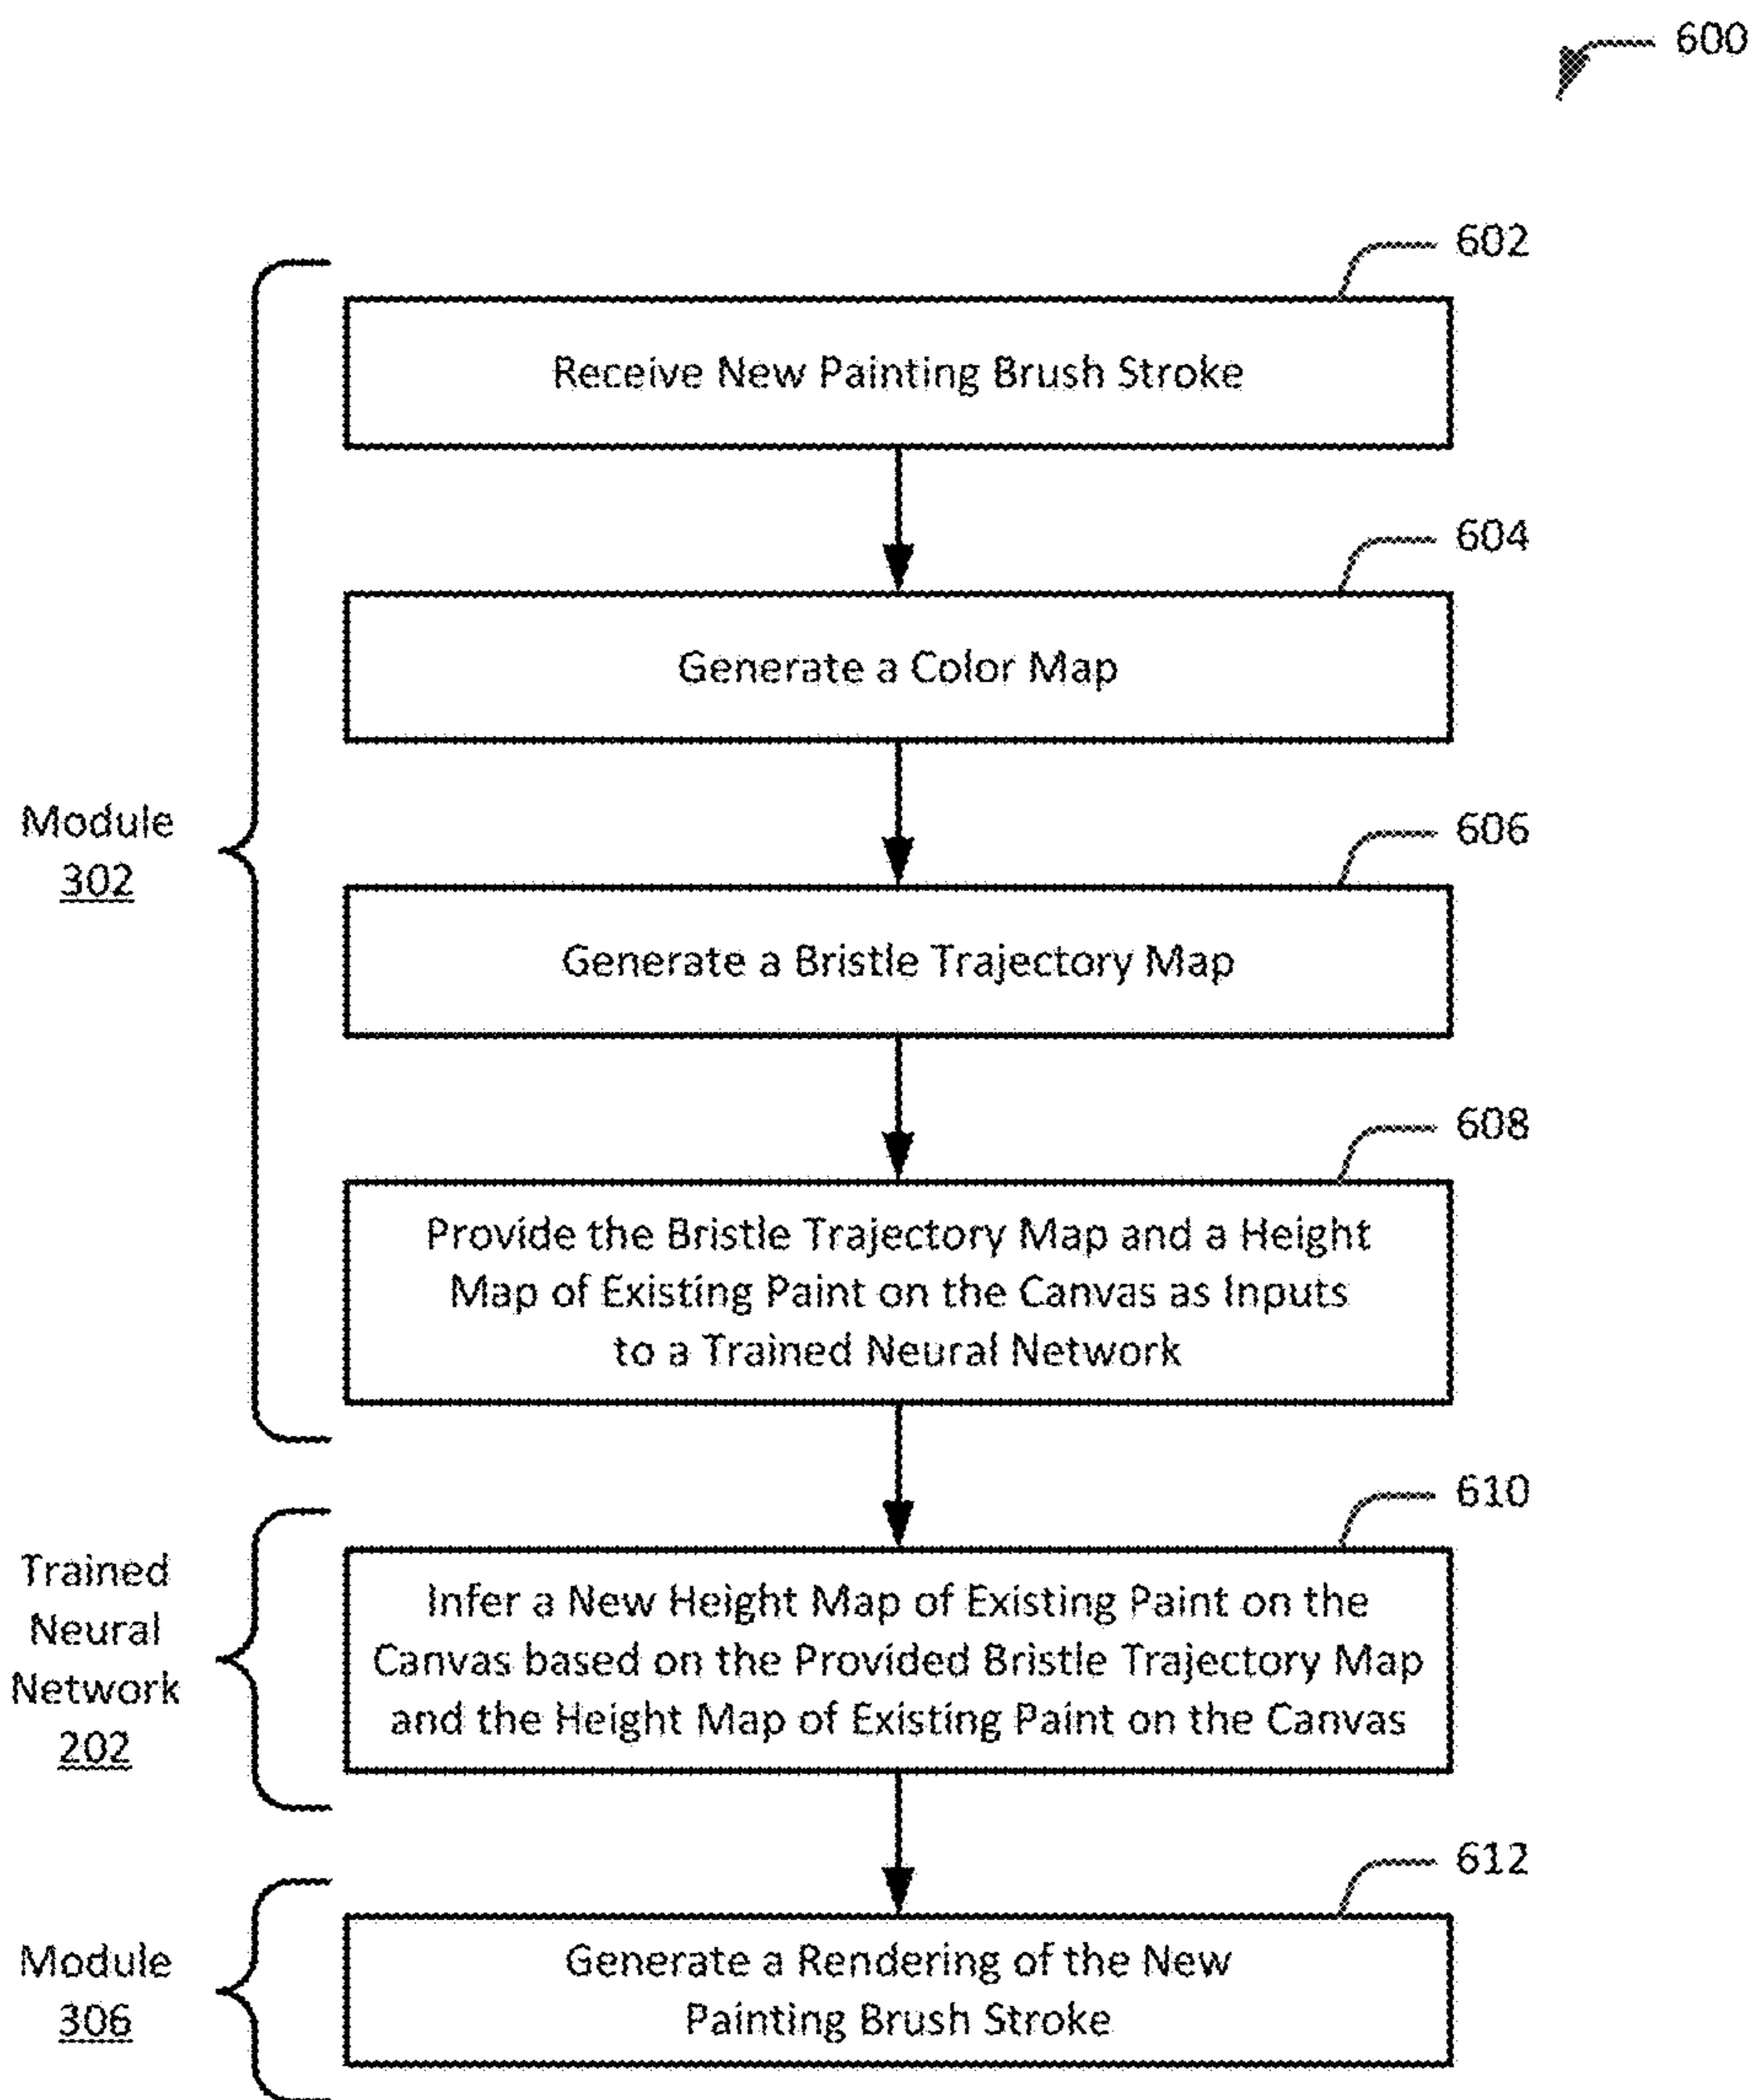 600
602
Receive New Painting Brush Stroke
604
Generate a Color Map
606
Generate a Bristle Trajectory Map
Module
302
608
Provide the Bristle Trajectory Map and a Height
Map of Existing Paint on the Canvas as Inputs
to a Trained Neural Network
610
Infer a New Height Map of Existing Paint on the
Canvas based on the Provided Bristle Trajectory Map
and the Height Map of Existing Paint on the Canvas
Trained
Neural
Network
202
612
Generate a Rendering of the New
Painting Brush Stroke
Module
306